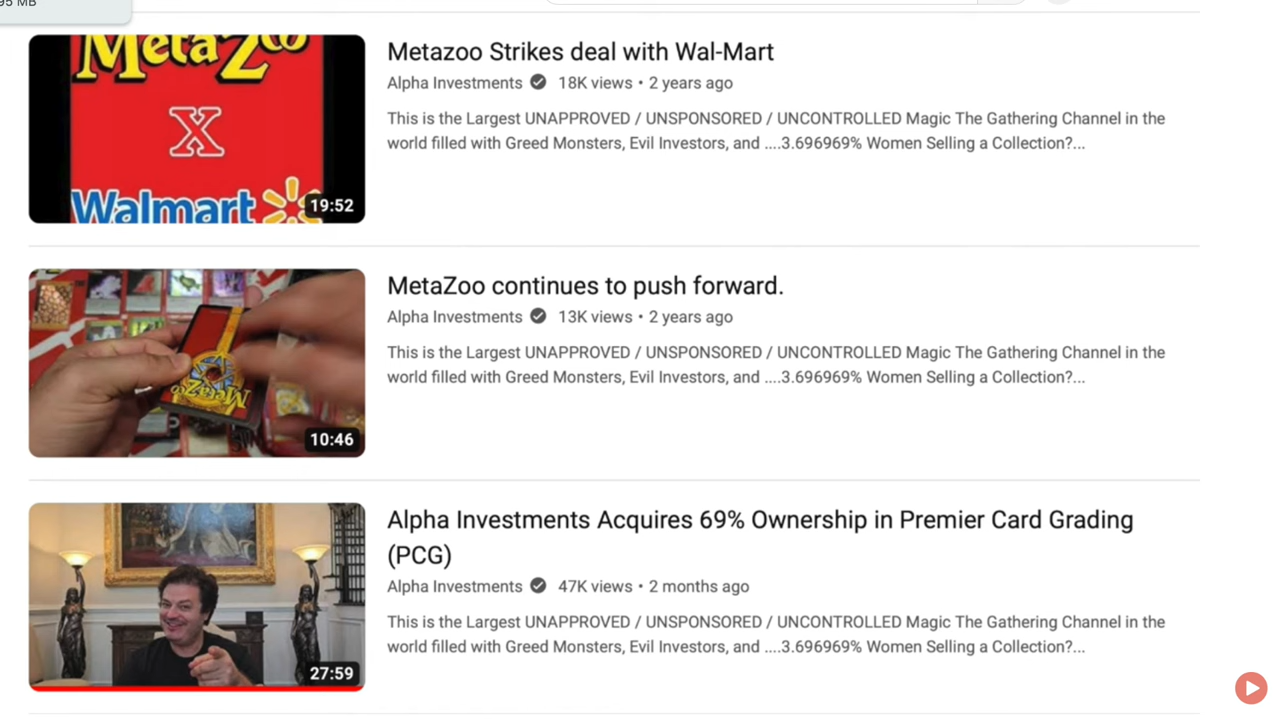 95 MB
MetaZoo
X
Walmart
19:52
Metazoo Strikes deal with Wal-Mart
Alpha Investments 18K views • 2 years ago
This is the Largest UNAPPROVED / UNSPONSORED / UNCONTROLLED Magic The Gathering Channel in the
world filled with Greed Monsters, Evil Investors, and ....3.696969% Women Selling a Collection?...
MetaZoo
10:46
MetaZoo continues to push forward.
Alpha Investments 13K views • 2 years ago
This is the Largest UNAPPROVED / UNSPONSORED / UNCONTROLLED Magic The Gathering Channel in the
world filled with Greed Monsters, Evil Investors, and ....3.696969% Women Selling a Collection?...
27:59
Alpha Investments Acquires 69% Ownership in Premier Card Grading
(PCG)
Alpha Investments 47K views • 2 months ago
This is the Largest UNAPPROVED / UNSPONSORED / UNCONTROLLED Magic The Gathering Channel in the
world filled with Greed Monsters, Evil Investors, and ....3.696969% Women Selling a Collection?...